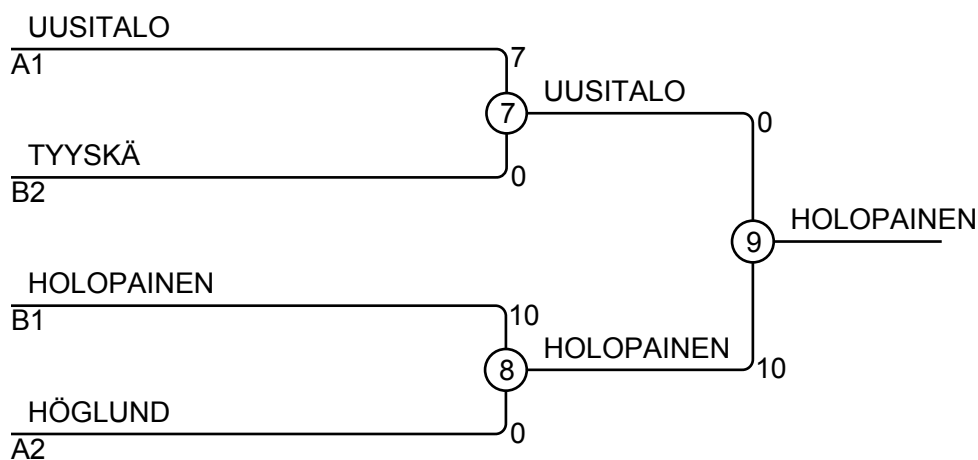 UUSITALO
A1
7
7
UUSITALO
0
TYYSKÄ
B2
0
9
HOLOPAINEN
HOLOPAINEN
B1
10
8
HOLOPAINEN
10
HÖGLUND
A2
0